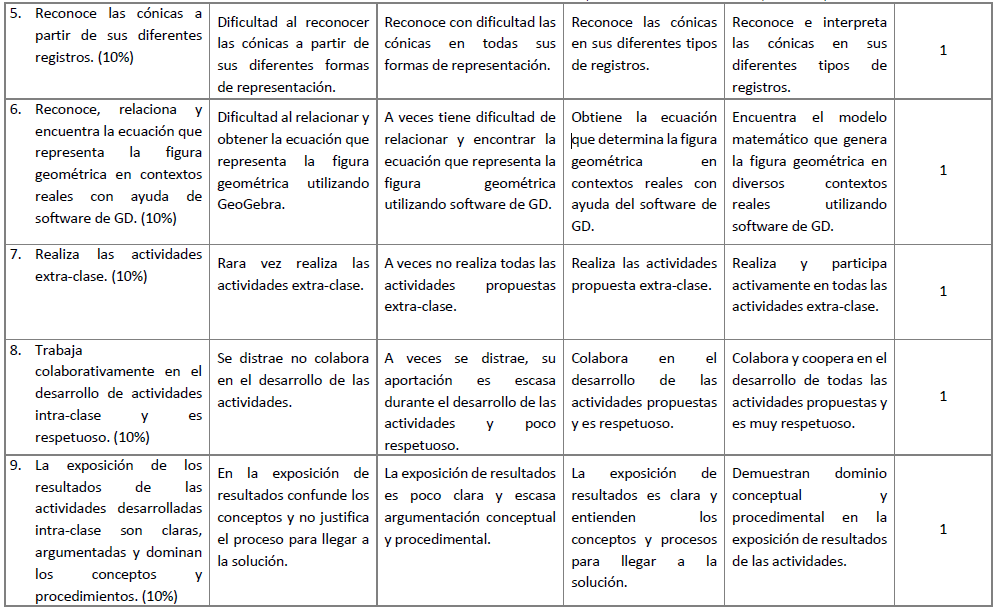 5. Reconoce las cónicas a
partir de sus diferentes
registros. (10%)
Dificultad al reconocer
las cónicas a partir de
sus diferentes formas
de representación.
Reconoce con dificultad las
cónicas en todas sus
formas de representación.
Reconoce las cónicas
en sus diferentes tipos
de registros.
Reconoce e interpreta
las cónicas en sus
diferentes tipos de
registros.
1
6. Reconoce, relaciona y
encuentra la ecuación que
representa la figura
geométrica en contextos
reales con ayuda de
software de GD. (10%)
Dificultad al relacionar y
obtener la ecuación que
representa la figura
geométrica utilizando
GeoGebra.
A veces tiene dificultad de
relacionar y encontrar la
ecuación que representa la
figura geométrica
utilizando software de GD.
Obtiene la ecuación
que determina la figura
geométrica en
contextos reales con
ayuda del software de
GD.
Encuentra el modelo
matemático que genera
la figura geométrica en
diversos contextos
reales utilizando
software de GD.
1
7. Realiza las actividades
extra-clase. (10%)
Rara vez realiza las
actividades extra-clase.
A veces no realiza todas las
actividades propuestas
extra-clase.
Realiza las actividades
propuesta extra-clase.
Realiza y participa
activamente en todas las
actividades extra-clase.
1
8. Trabaja
colaborativamente en el
desarrollo de actividades
intra-clase y es
respetuoso. (10%)
Se distrae no colabora
en el desarrollo de las
actividades.
A veces se distrae, su
aportación es escasa
durante el desarrollo de las
actividades y poco
respetuoso.
Colabora en el
desarrollo de las
actividades propuestas
y es respetuoso.
Colabora y coopera en el
desarrollo de todas las
actividades propuestas y
es muy respetuoso.
1
9. La exposición de los
resultados de las
actividades desarrolladas
intra-clase son claras,
argumentadas y dominan
los conceptos y
procedimientos. (10%)
En la exposición de
resultados confunde los
conceptos y no justifica
el proceso para llegar a
la solución.
La exposición de resultados
es poco clara y escasa
argumentación conceptual
y procedimental.
La exposición de
resultados es clara y
entienden los
conceptos y procesos
para llegar a la
solución.
Demuestran dominio
conceptual y
procedimental en la
exposición de resultados
de las actividades.
1